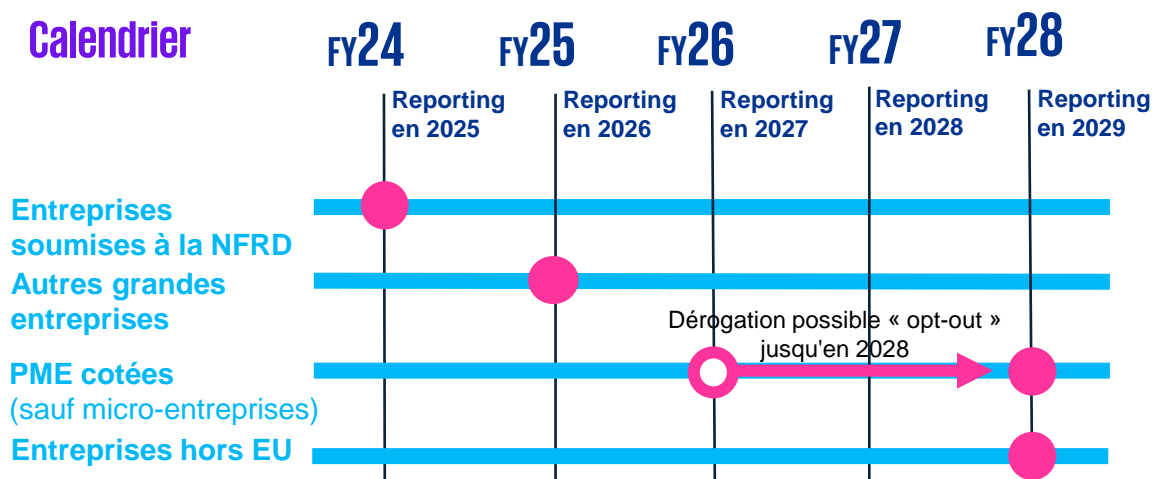 Calendrier
FY24
FY25
FY26
FY27
FY28
Reporting
en 2025
Reporting
en 2026
Reporting
en 2027
Reporting
en 2028
Reporting
en 2029
Entreprises
soumises à la NFRD
Autres grandes
entreprises
Dérogation possible « opt-out »
jusqu'en 2028
PME cotées
(sauf micro-entreprises)
Entreprises hors EU